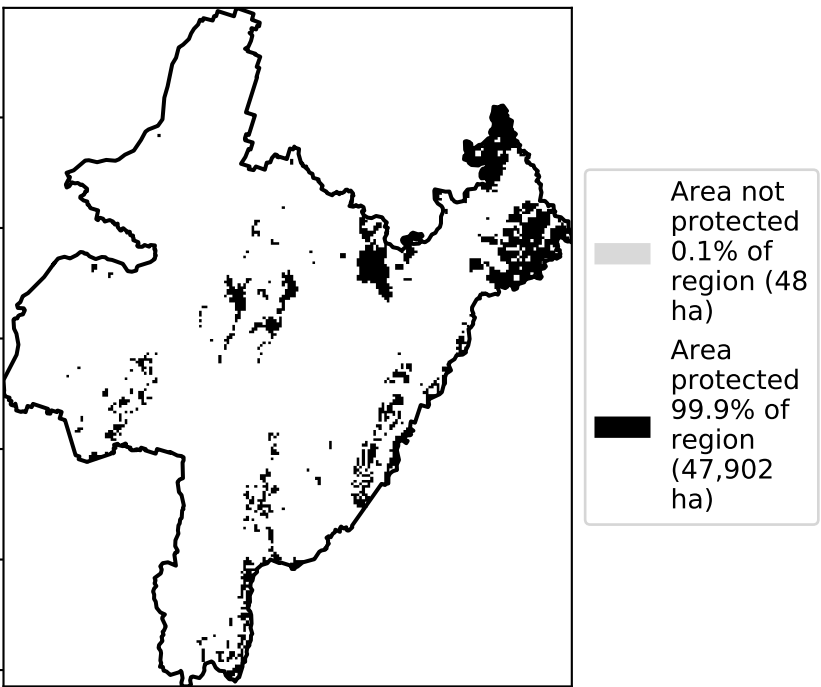 Area not
protected
0.1% of
region (48
ha)
Area
protected
99.9% of
region
(47,902
ha)